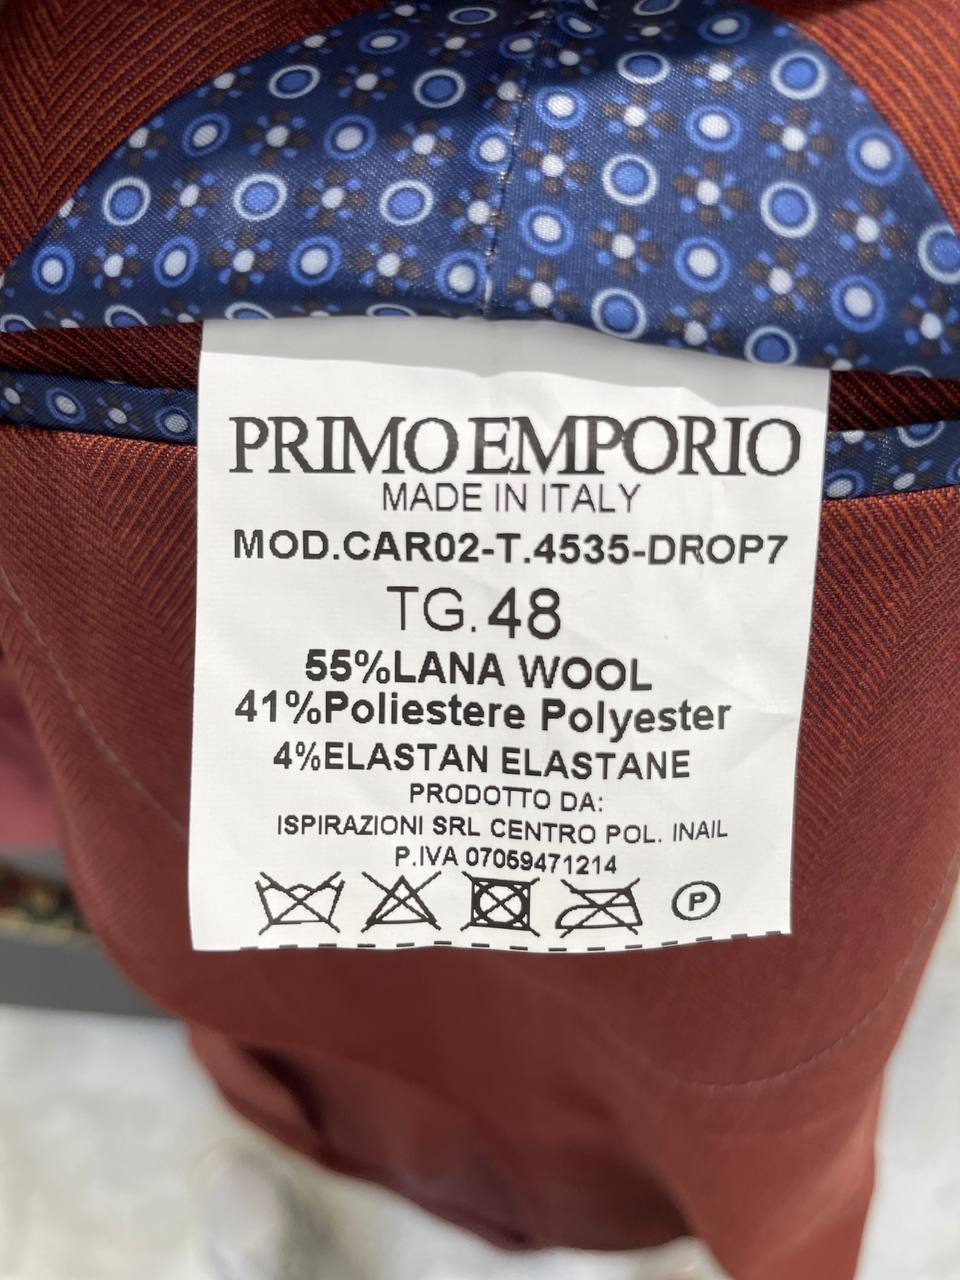 PRIMO EMPORIO
MADE IN ITALY
MOD.CAR02-T.4535-DROP7
TG.48
55%LANA WOOL
41%Poliestere Polyester
4%ELASTAN ELASTANE
PRODOTTO DA:
ISPIRAZIONI SRL CENTRO POL. INAIL
P.IVA 07059471214
P